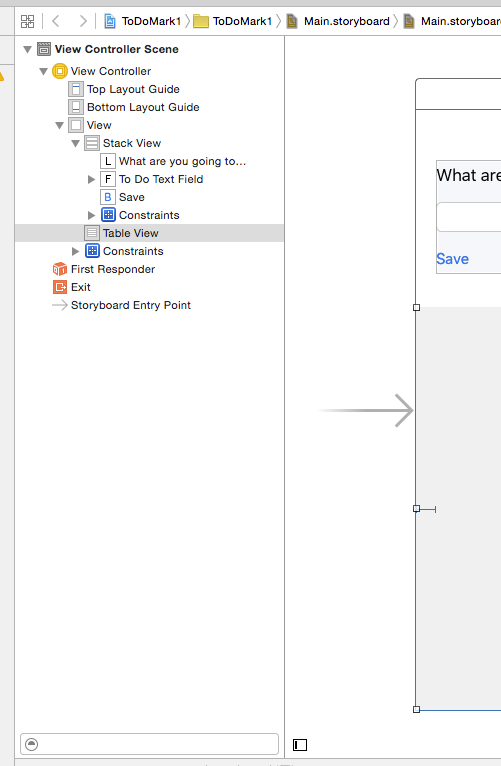 ToDoMark1 ToDoMark1 Main.storyboard Main.storyboard
View Controller Scene
View Controller
Top Layout Guide
Bottom Layout Guide
View
Stack View
L What are you going to...
F To Do Text Field
B Save
Constraints
Table View
Constraints
First Responder
Exit
Storyboard Entry Point
What are
Save